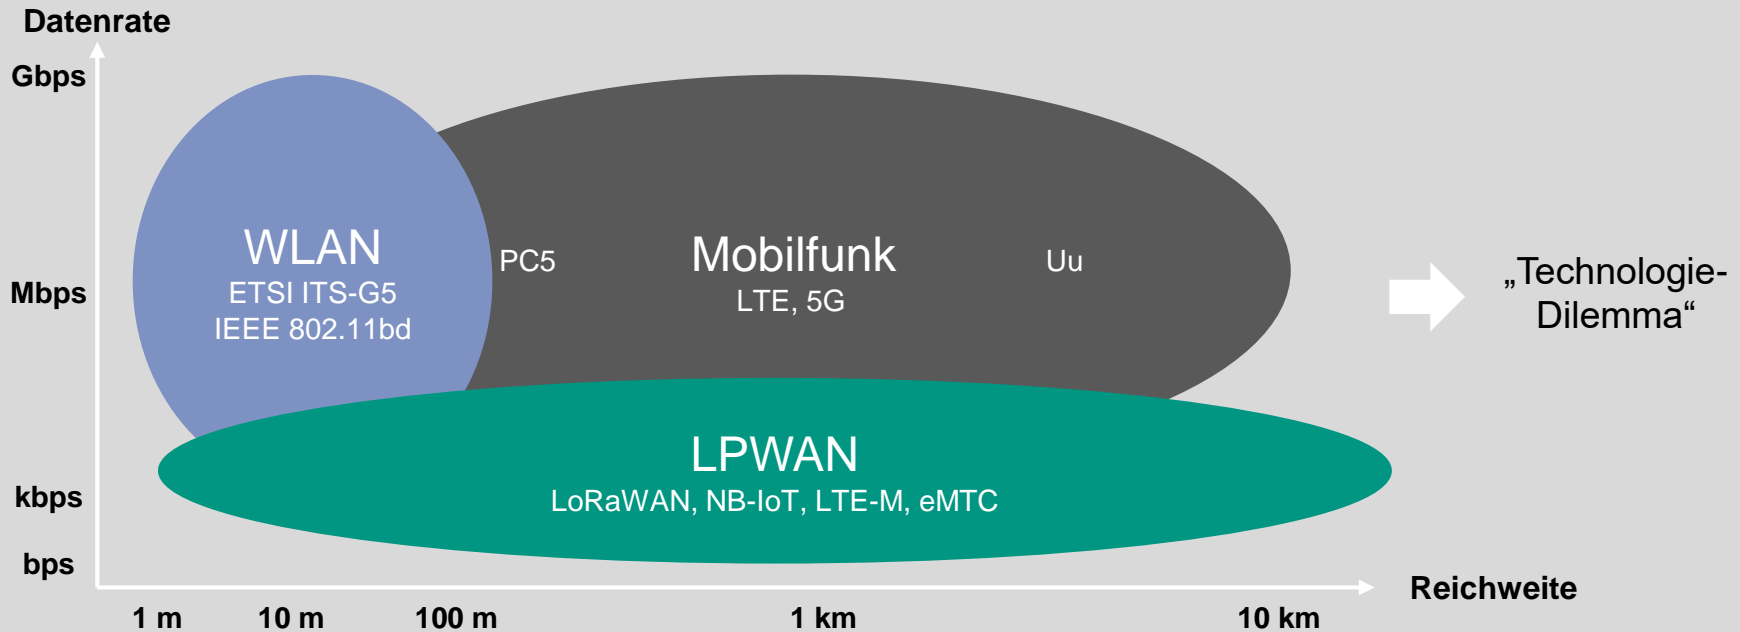 Datenrate
Gbps
WLAN
ETSI ITS-G5
IEEE 802.11bd
PC5
Mobilfunk
LTE, 5G
Uu
Mbps
„Technologie-
Dilemma“
LPWAN
LoRaWAN, NB-IoT, LTE-M, eMTC
kbps
bps
Reichweite
1 m
10 m
100 m
1 km
10 km